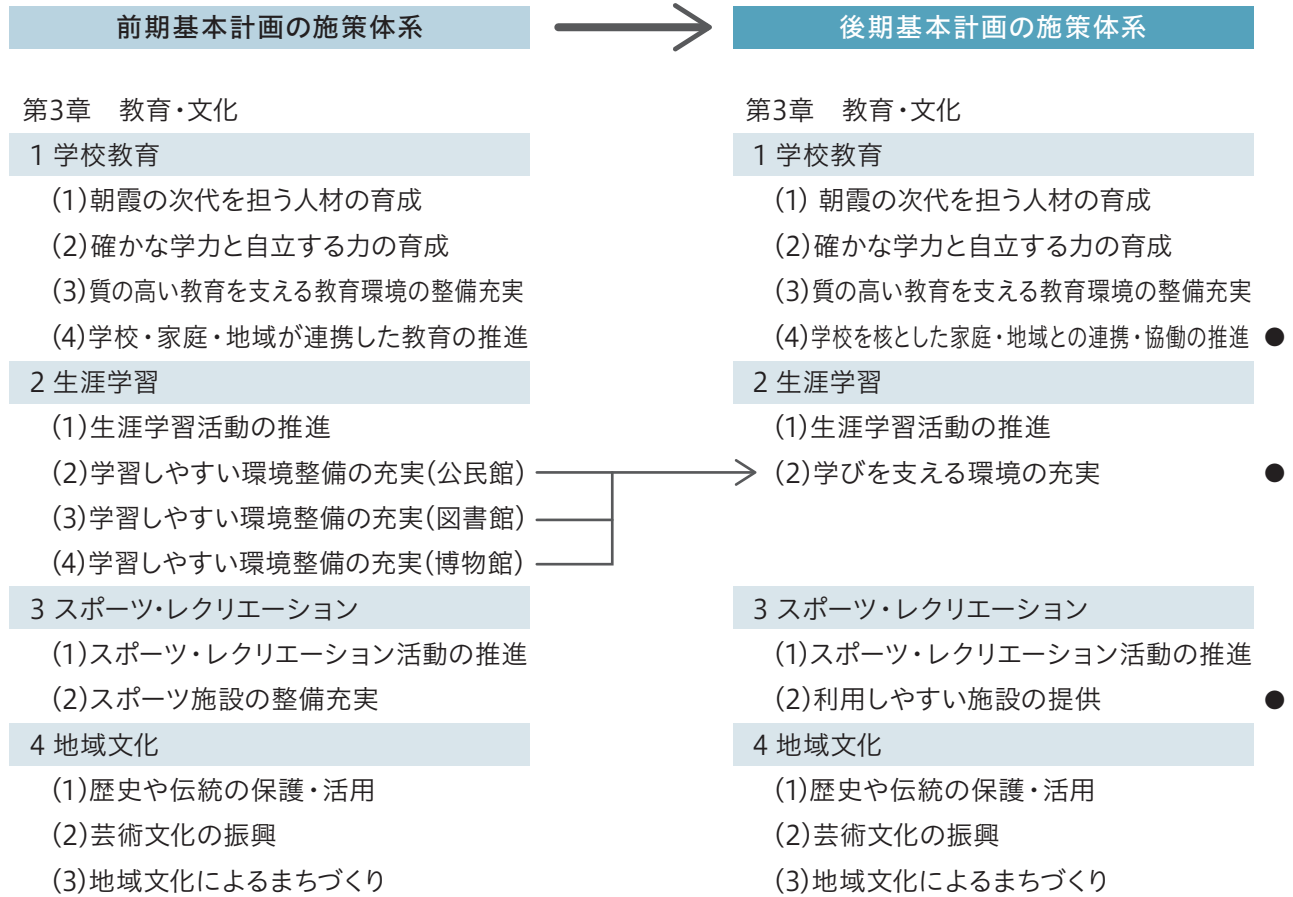 前期基本計画の施策体系
第3章　教育・文化
1 学校教育
(1)朝霞の次代を担う人材の育成
(2)確かな学力と自立する力の育成
(3)質の高い教育を支える教育環境の整備充実
(4)学校・家庭・地域が連携した教育の推進
2 生涯学習
(1)生涯学習活動の推進
(2)学習しやすい環境整備の充実(公民館)
(3)学習しやすい環境整備の充実(図書館)
(4)学習しやすい環境整備の充実(博物館)
3 スポーツ・レクリエーション
(1)スポーツ・レクリエーション活動の推進
(2)スポーツ施設の整備充実
4 地域文化
(1)歴史や伝統の保護・活用
(2)芸術文化の振興
(3)地域文化によるまちづくり
後期基本計画の施策体系
第3章　教育・文化
1 学校教育
(1) 朝霞の次代を担う人材の育成
(2)確かな学力と自立する力の育成
(3)質の高い教育を支える教育環境の整備充実
(4)学校を核とした家庭・地域との連携・協働の推進 ●
2 生涯学習
(1)生涯学習活動の推進
(2)学びを支える環境の充実 ●
3 スポーツ・レクリエーション
(1)スポーツ・レクリエーション活動の推進
(2)利用しやすい施設の提供 ●
4 地域文化
(1)歴史や伝統の保護・活用
(2)芸術文化の振興
(3)地域文化によるまちづくり